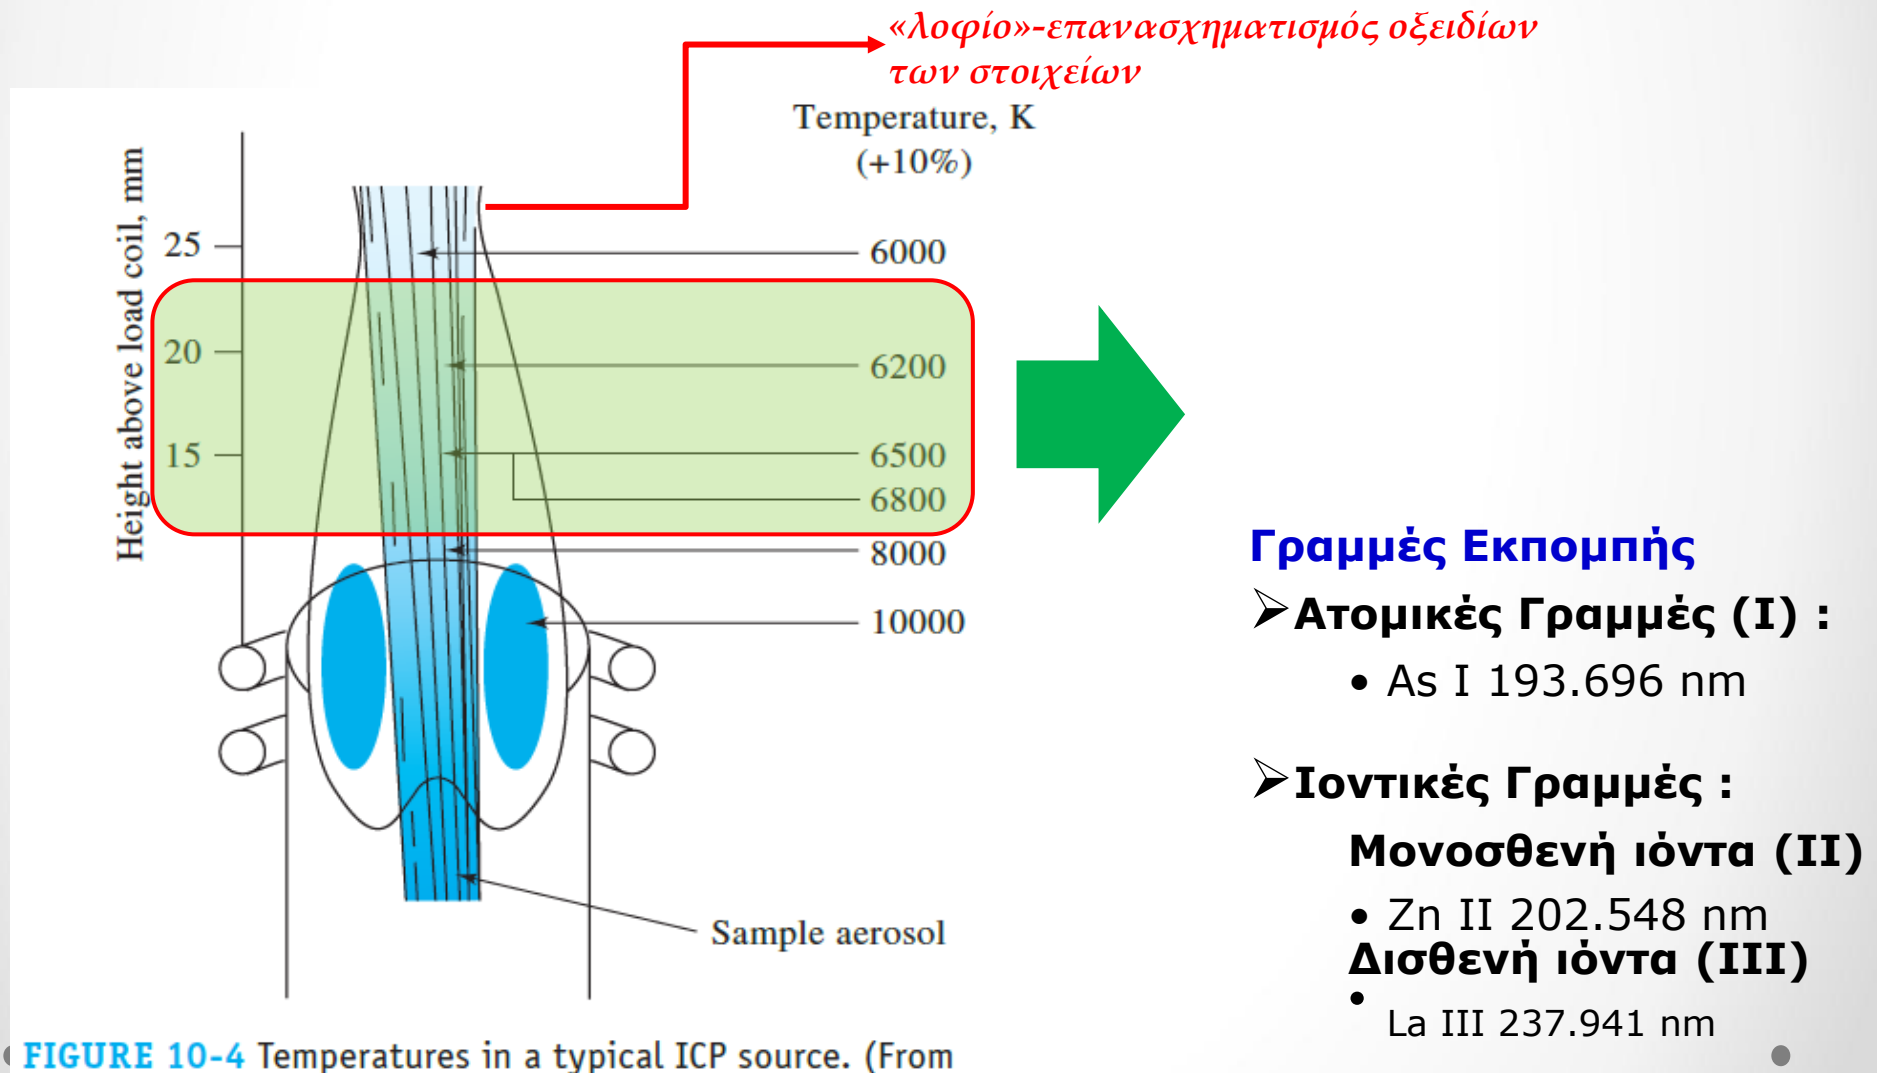 «λοφίο»-επανασχηματισμός οξειδίων
των στοιχείων
Temperature, K
(+10%)
Height above load coil, mm
25
20
15
6000
6200
6500
6800
8000
10000
Sample aerosol
FIGURE 10-4 Temperatures in a typical ICP source. (From
Γραμμές Εκπομπής
➢Ατομικές Γραμμές (I) :
• As I 193.696 nm
➢Ιοντικές Γραμμές :
Μονοσθενή ιόντα (II)
• Zn II 202.548 nm
Δισθενή ιόντα (III)
• La III 237.941 nm